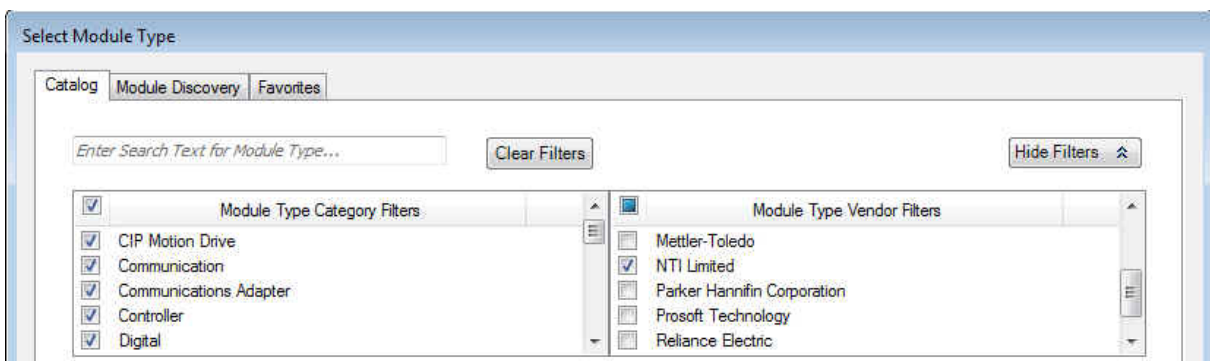 Select Module Type
Catalog Module Discovery Favorites
Enter Search Text for Module Type... Clear Filters Hide Filters
Module Type Category Filters Module Type Vendor Filters
CIP Motion Drive Mettler-Toledo
Communication NTI Limited
Communications Adapter Parker Hannifin Corporation
Controller Prosoft Technology
Digital Reliance Electric